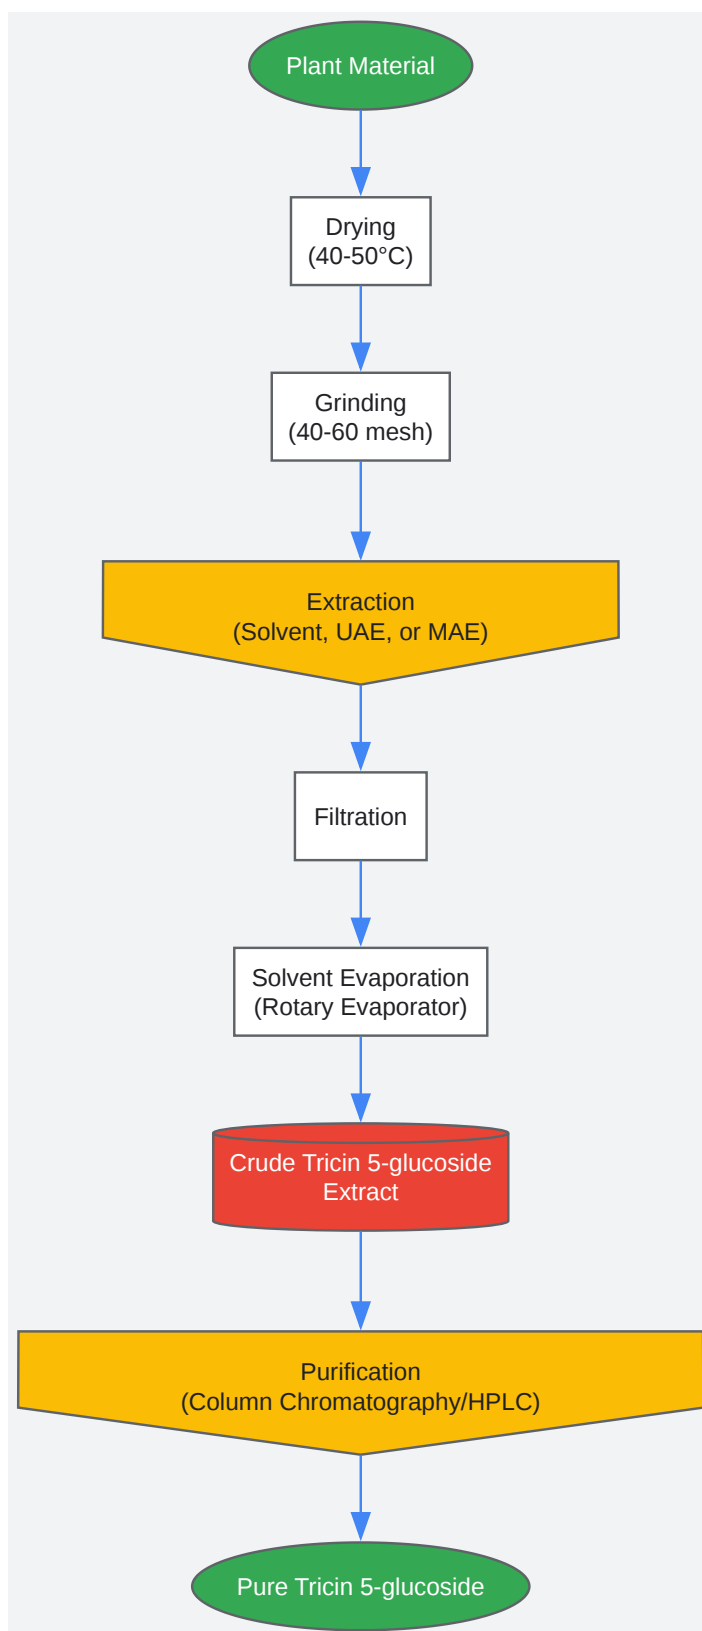 Plant Material
Drying
(40-50°C)
Grinding
(40-60 mesh)
Extraction
(Solvent, UAE, or MAE)
Filtration
Solvent Evaporation
(Rotary Evaporator)
Crude Tricin 5-glucoside
Extract
Purification
(Column Chromatography/HPLC)
Pure Tricin 5-glucoside